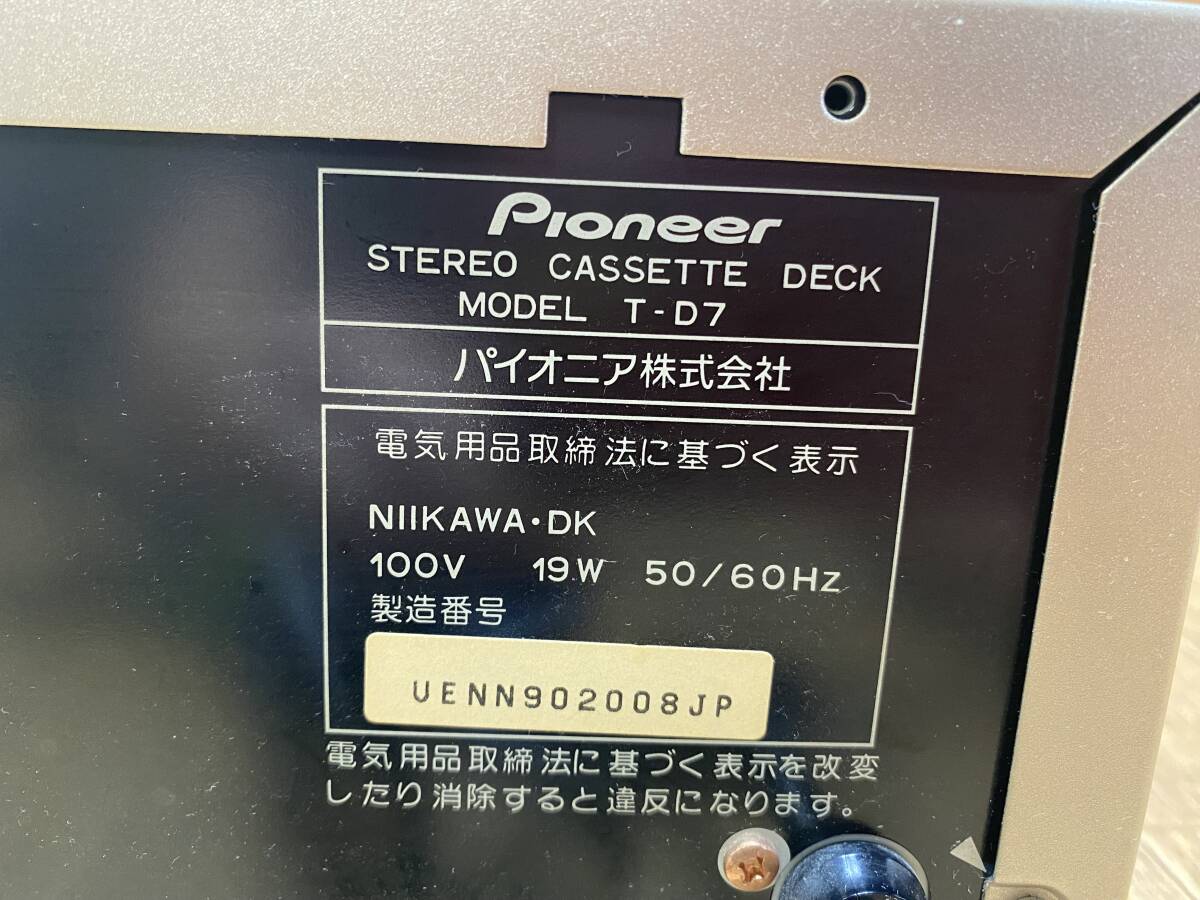 Pioneer
STEREO CASSETTE DECK
MODEL T-D7
パイオニア株式会社
電気用品取締法に基づく表示
NIIKAWA・DK
100V 19W 50/60Hz
製造番号
UENN902008JP
電気用品取締法に基づく表示を改変
したり消除すると違反になります。